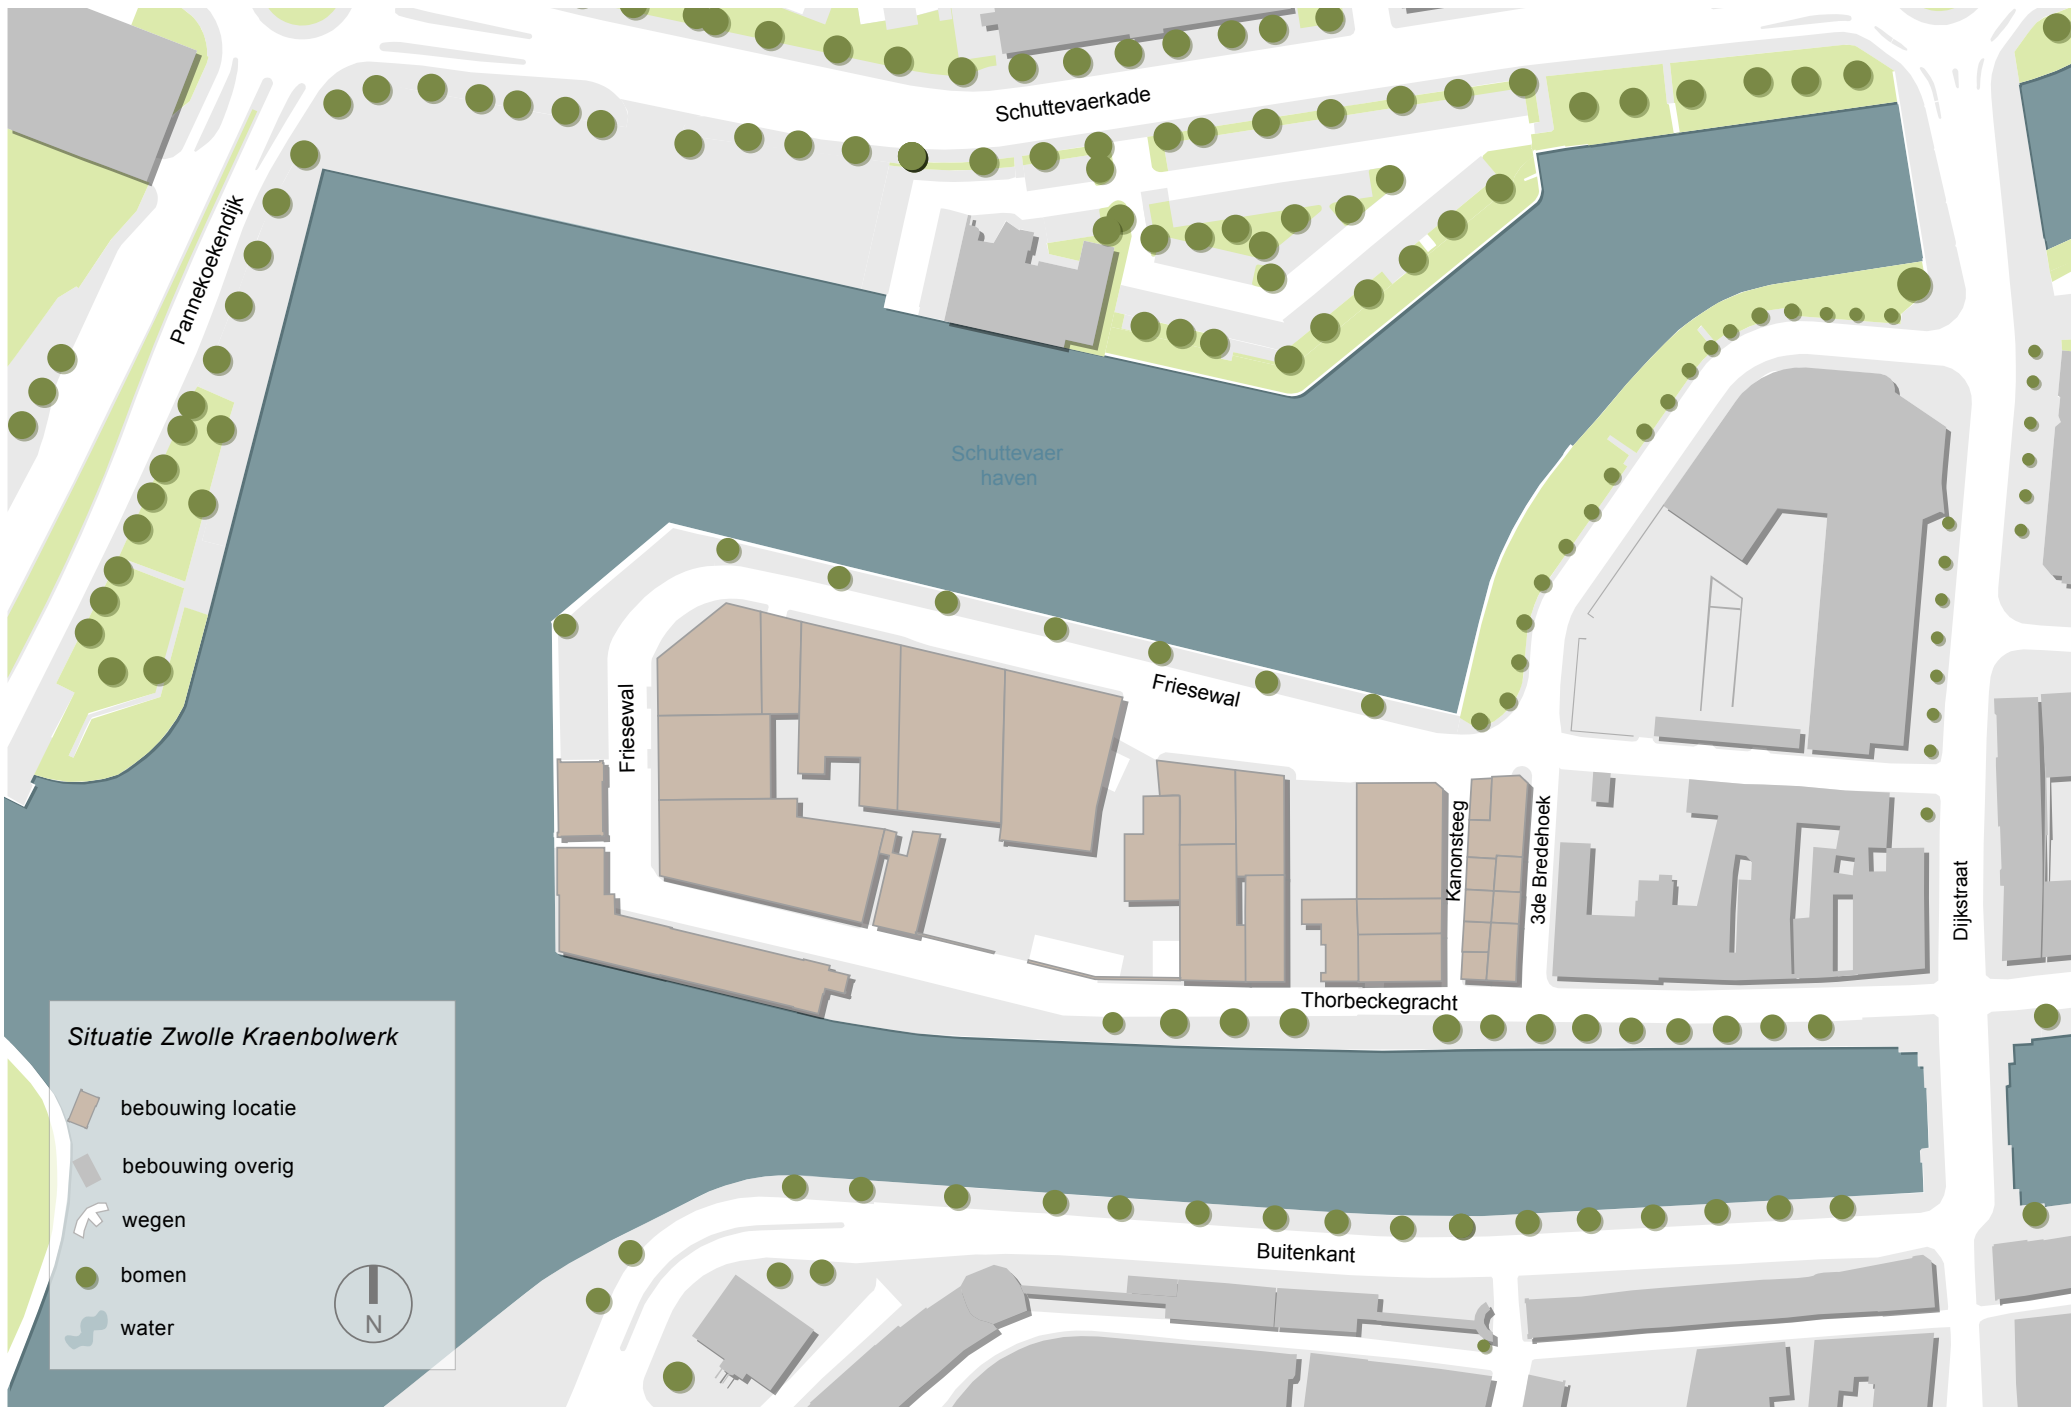 Schuttevaerkade
Pannekoekendijk
Schuttevaer
haven
Friesewal
Friesewal
Kanonsteeg
3de Bredehoek
Dijkstraat
Thorbeckegracht
Situatie Zwolle Kraenbolwerk
bebouwing locatie
bebouwing overig
wegen
bomen
water
N
Buitenkant